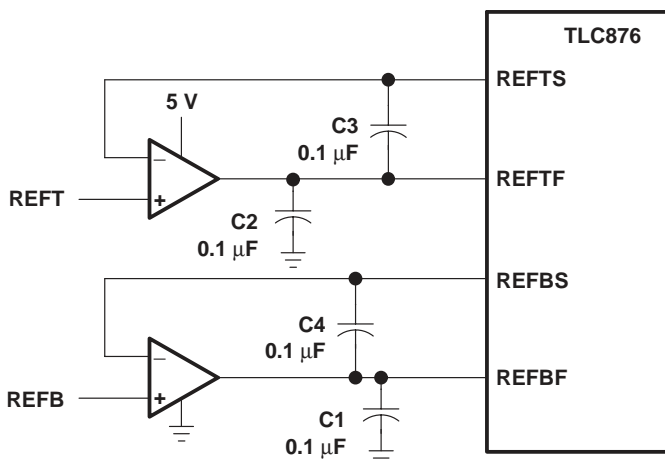 TLC876
REFTS
5 V
C3
0.1 μF
–
+
REFT
REFTF
C2
0.1 μF
REFBS
C4
0.1 μF
–
+
REFB
REFBF
C1
0.1 μF